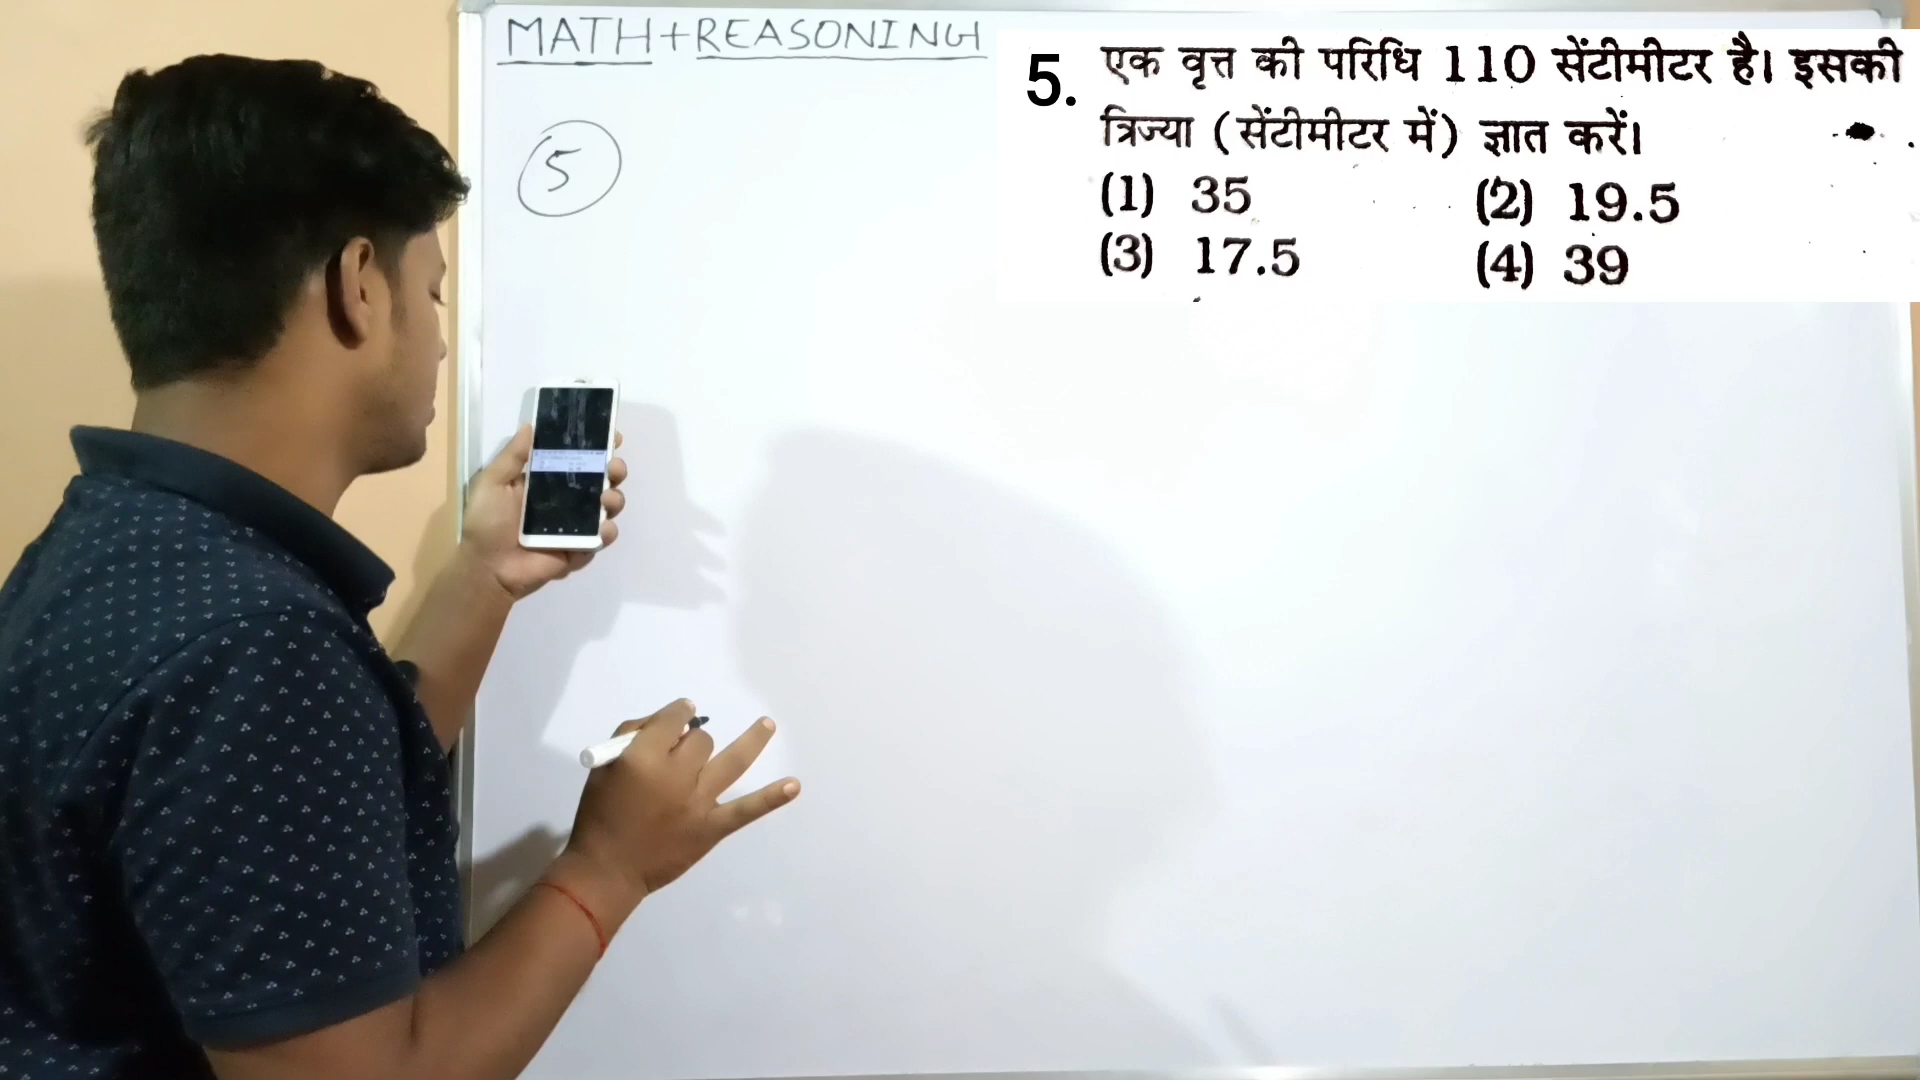 MATH+REASONING
5
5. एक वृत्त की परिधि 110 सेंटीमीटर है। इसकी
त्रिज्या (सेंटीमीटर में) ज्ञात करें।
(1) 35 (2) 19.5
(3) 17.5 (4) 39